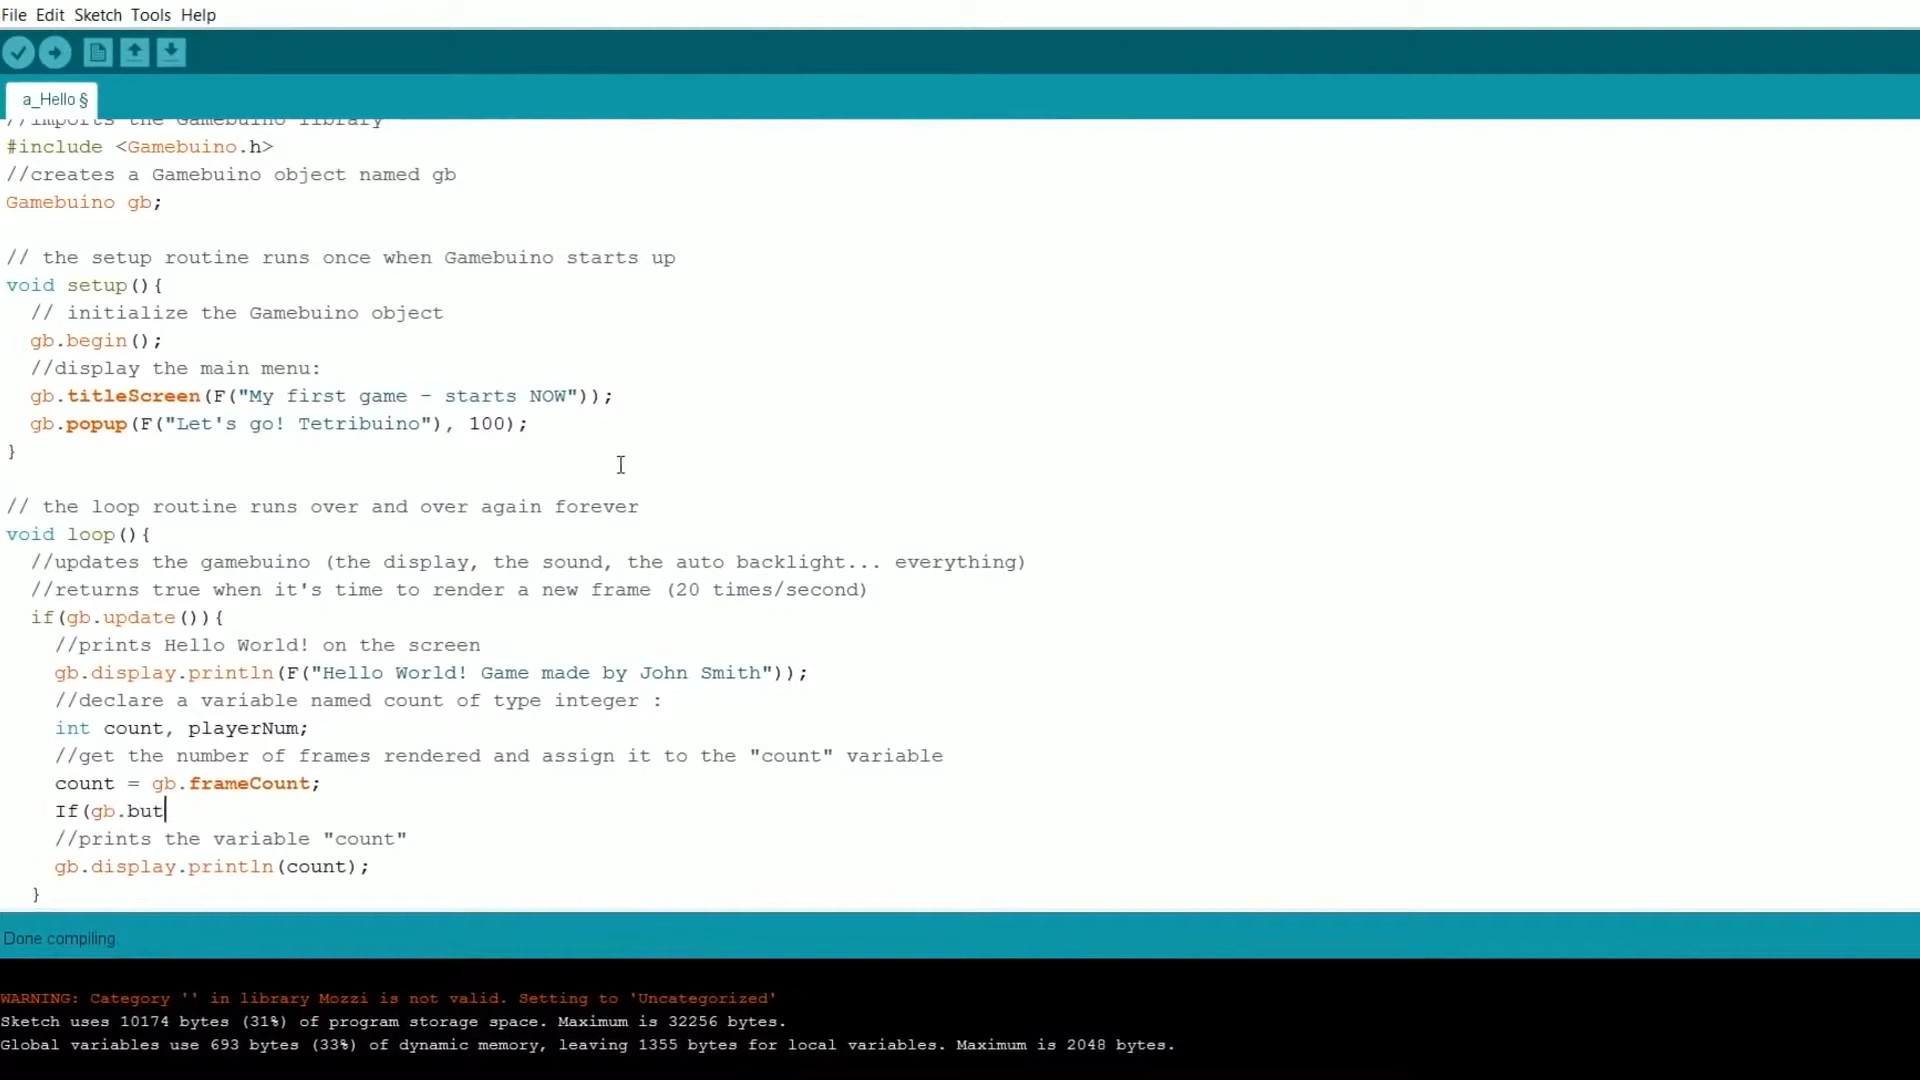 File Edit Sketch Tools Help
a_Hello §
//imports the Gamebuino library
#include <Gamebuino.h>
//creates a Gamebuino object named gb
Gamebuino gb;
// the setup routine runs once when Gamebuino starts up
void setup(){
// initialize the Gamebuino object
gb.begin();
//display the main menu:
gb.titleScreen(F("My first game - starts NOW"));
gb.popup(F("Let's go! Tetribuino"), 100);
}
// the loop routine runs over and over again forever
void loop(){
//updates the gamebuino (the display, the sound, the auto backlight... everything)
//returns true when it's time to render a new frame (20 times/second)
if(gb.update()){
//prints Hello World! on the screen
gb.display.println(F("Hello World! Game made by John Smith"));
//declare a variable named count of type integer :
int count, playerNum;
//get the number of frames rendered and assign it to the "count" variable
count = gb.frameCount;
If(gb.but
//prints the variable "count"
gb.display.println(count);
}
Done compiling.
WARNING: Category '' in library Mozzi is not valid. Setting to 'Uncategorized'
Sketch uses 10174 bytes (31%) of program storage space. Maximum is 32256 bytes.
Global variables use 693 bytes (33%) of dynamic memory, leaving 1355 bytes for local variables. Maximum is 2048 bytes.